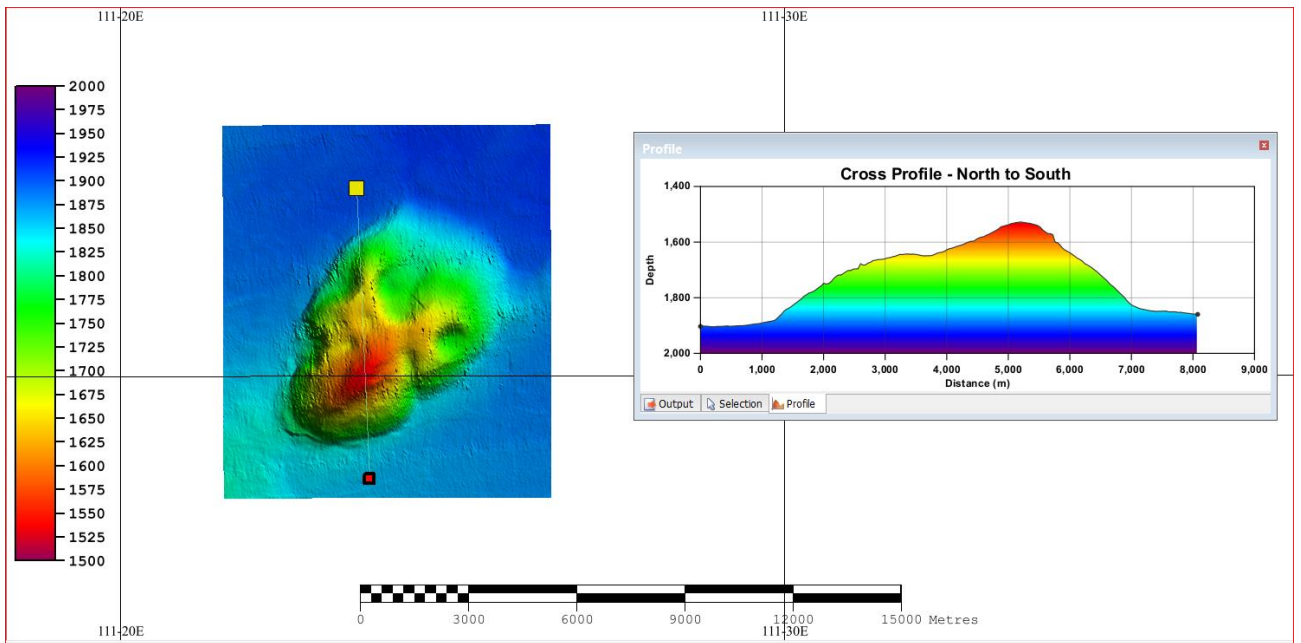 111-20E
111-30E
2000
1975
1950
1925
1900
1875
1850
1825
1800
1775
1750
1725
1700
1675
1650
1625
1600
1575
1550
1525
1500
Profile
Cross Profile - North to South
1,400
1,600
1,800
2,000
Depth
0 1,000 2,000 3,000 4,000 5,000 6,000 7,000 8,000 9,000
Distance (m)
Output Selection Profile
0 3000 6000 9000 12000 15000 Metres
111-20E
111-30E